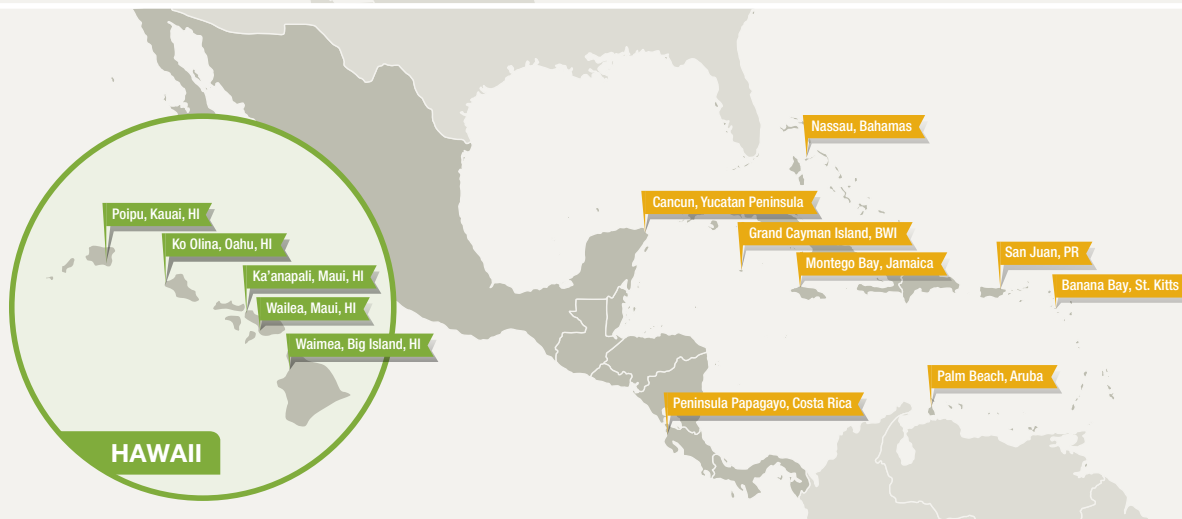 Nassau, Bahamas
Cancun, Yucatan Peninsula
Poipu, Kauai, HI
Grand Cayman Island, BWI
Ko Olina, Oahu, HI
San Juan, PR
Montego Bay, Jamaica
Ka'anapali, Maui, HI
Banana Bay, St. Kitts
Wailea, Maui, HI
Waimea, Big Island, HI
Palm Beach, Aruba
Peninsula Papagayo, Costa Rica
HAWAII